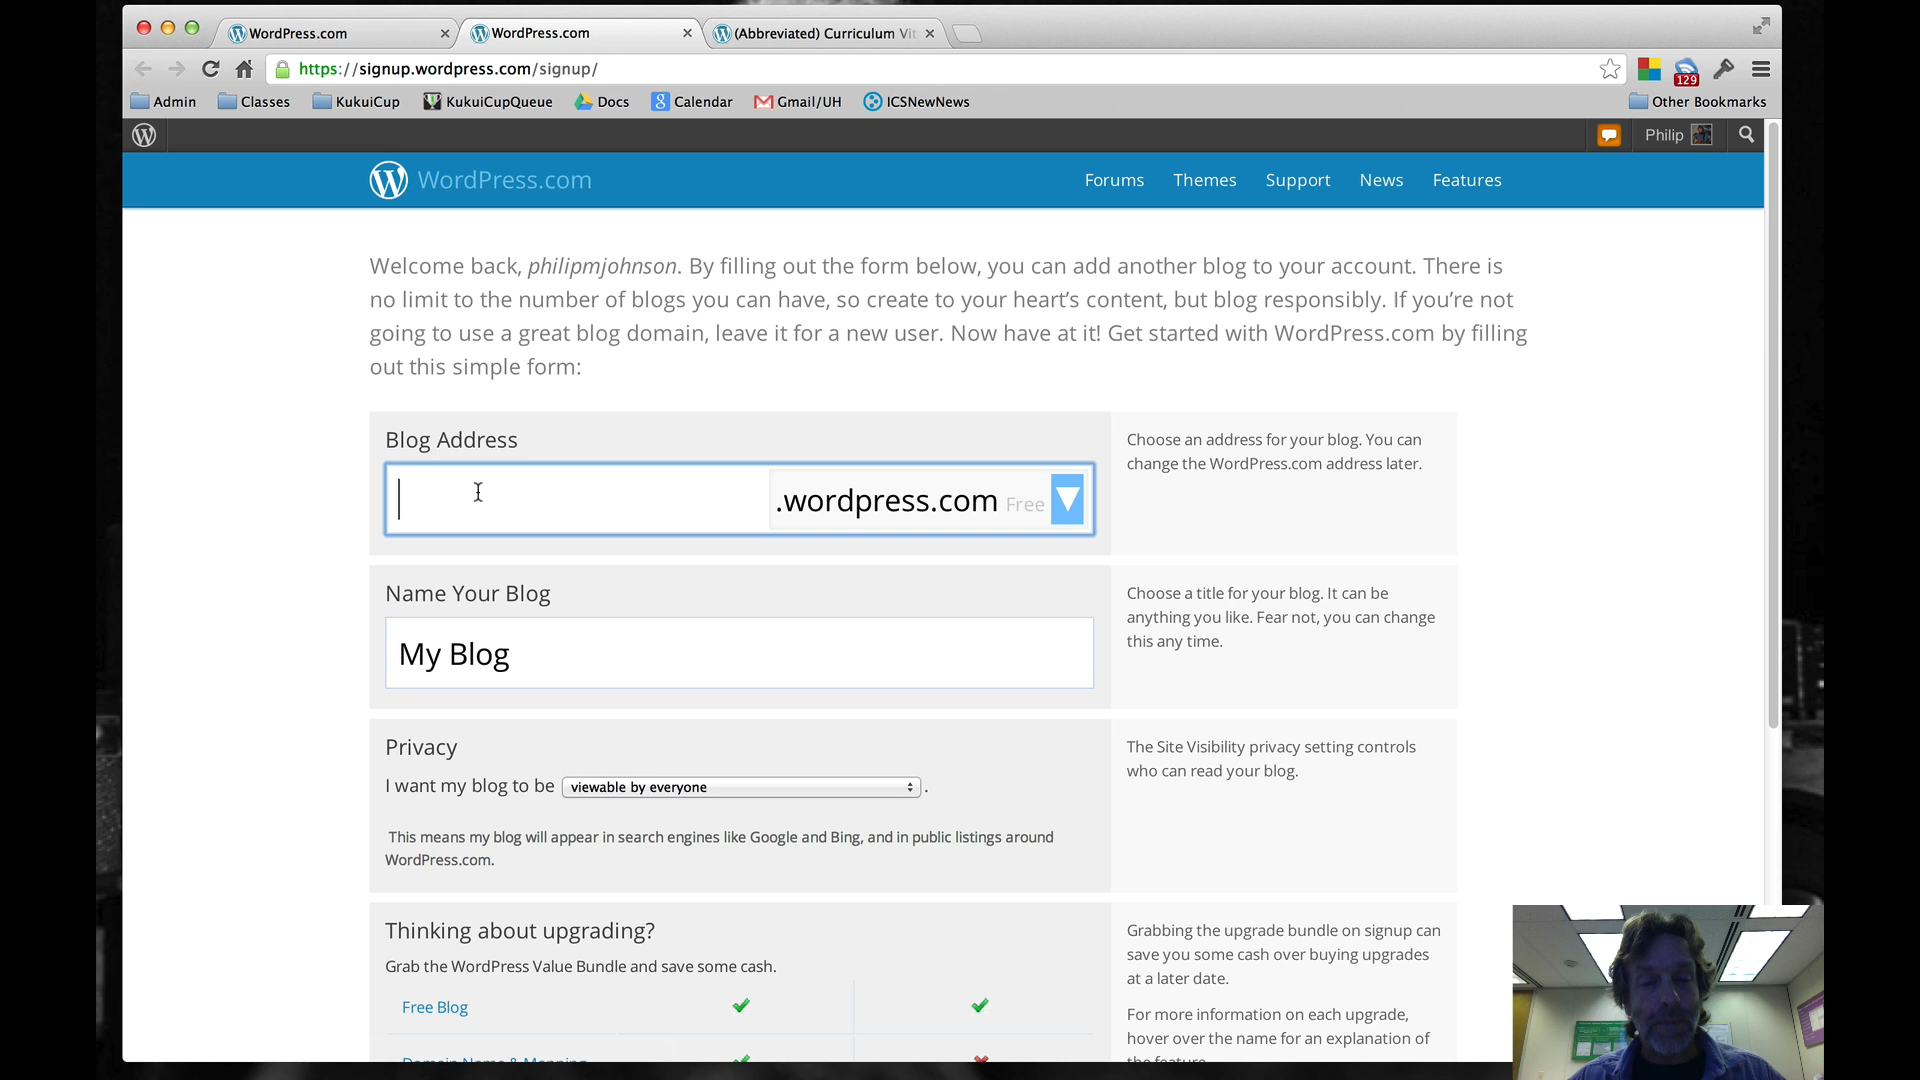 WordPress.com
WordPress.com
(Abbreviated) Curriculum Vit
https://signup.wordpress.com/signup/
129
Admin
Classes
KukuiCup
KukuiCupQueue
Docs
Calendar
Gmail/UH
ICSNewNews
Other Bookmarks
Philip
WordPress.com
Forums
Themes
Support
News
Features
Welcome back, philipmjohnson. By filling out the form below, you can add another blog to your account. There is
no limit to the number of blogs you can have, so create to your heart’s content, but blog responsibly. If you’re not
going to use a great blog domain, leave it for a new user. Now have at it! Get started with WordPress.com by filling
out this simple form:
Blog Address
.wordpress.com Free
Choose an address for your blog. You can
change the WordPress.com address later.
Name Your Blog
My Blog
Choose a title for your blog. It can be
anything you like. Fear not, you can change
this any time.
Privacy
I want my blog to be viewable by everyone .
This means my blog will appear in search engines like Google and Bing, and in public listings around
WordPress.com.
The Site Visibility privacy setting controls
who can read your blog.
Thinking about upgrading?
Grab the WordPress Value Bundle and save some cash.
Free Blog
Domain Name & Mapping
Grabbing the upgrade bundle on signup can
save you some cash over buying upgrades
at a later date.
For more information on each upgrade,
hover over the name for an explanation of
the feature.